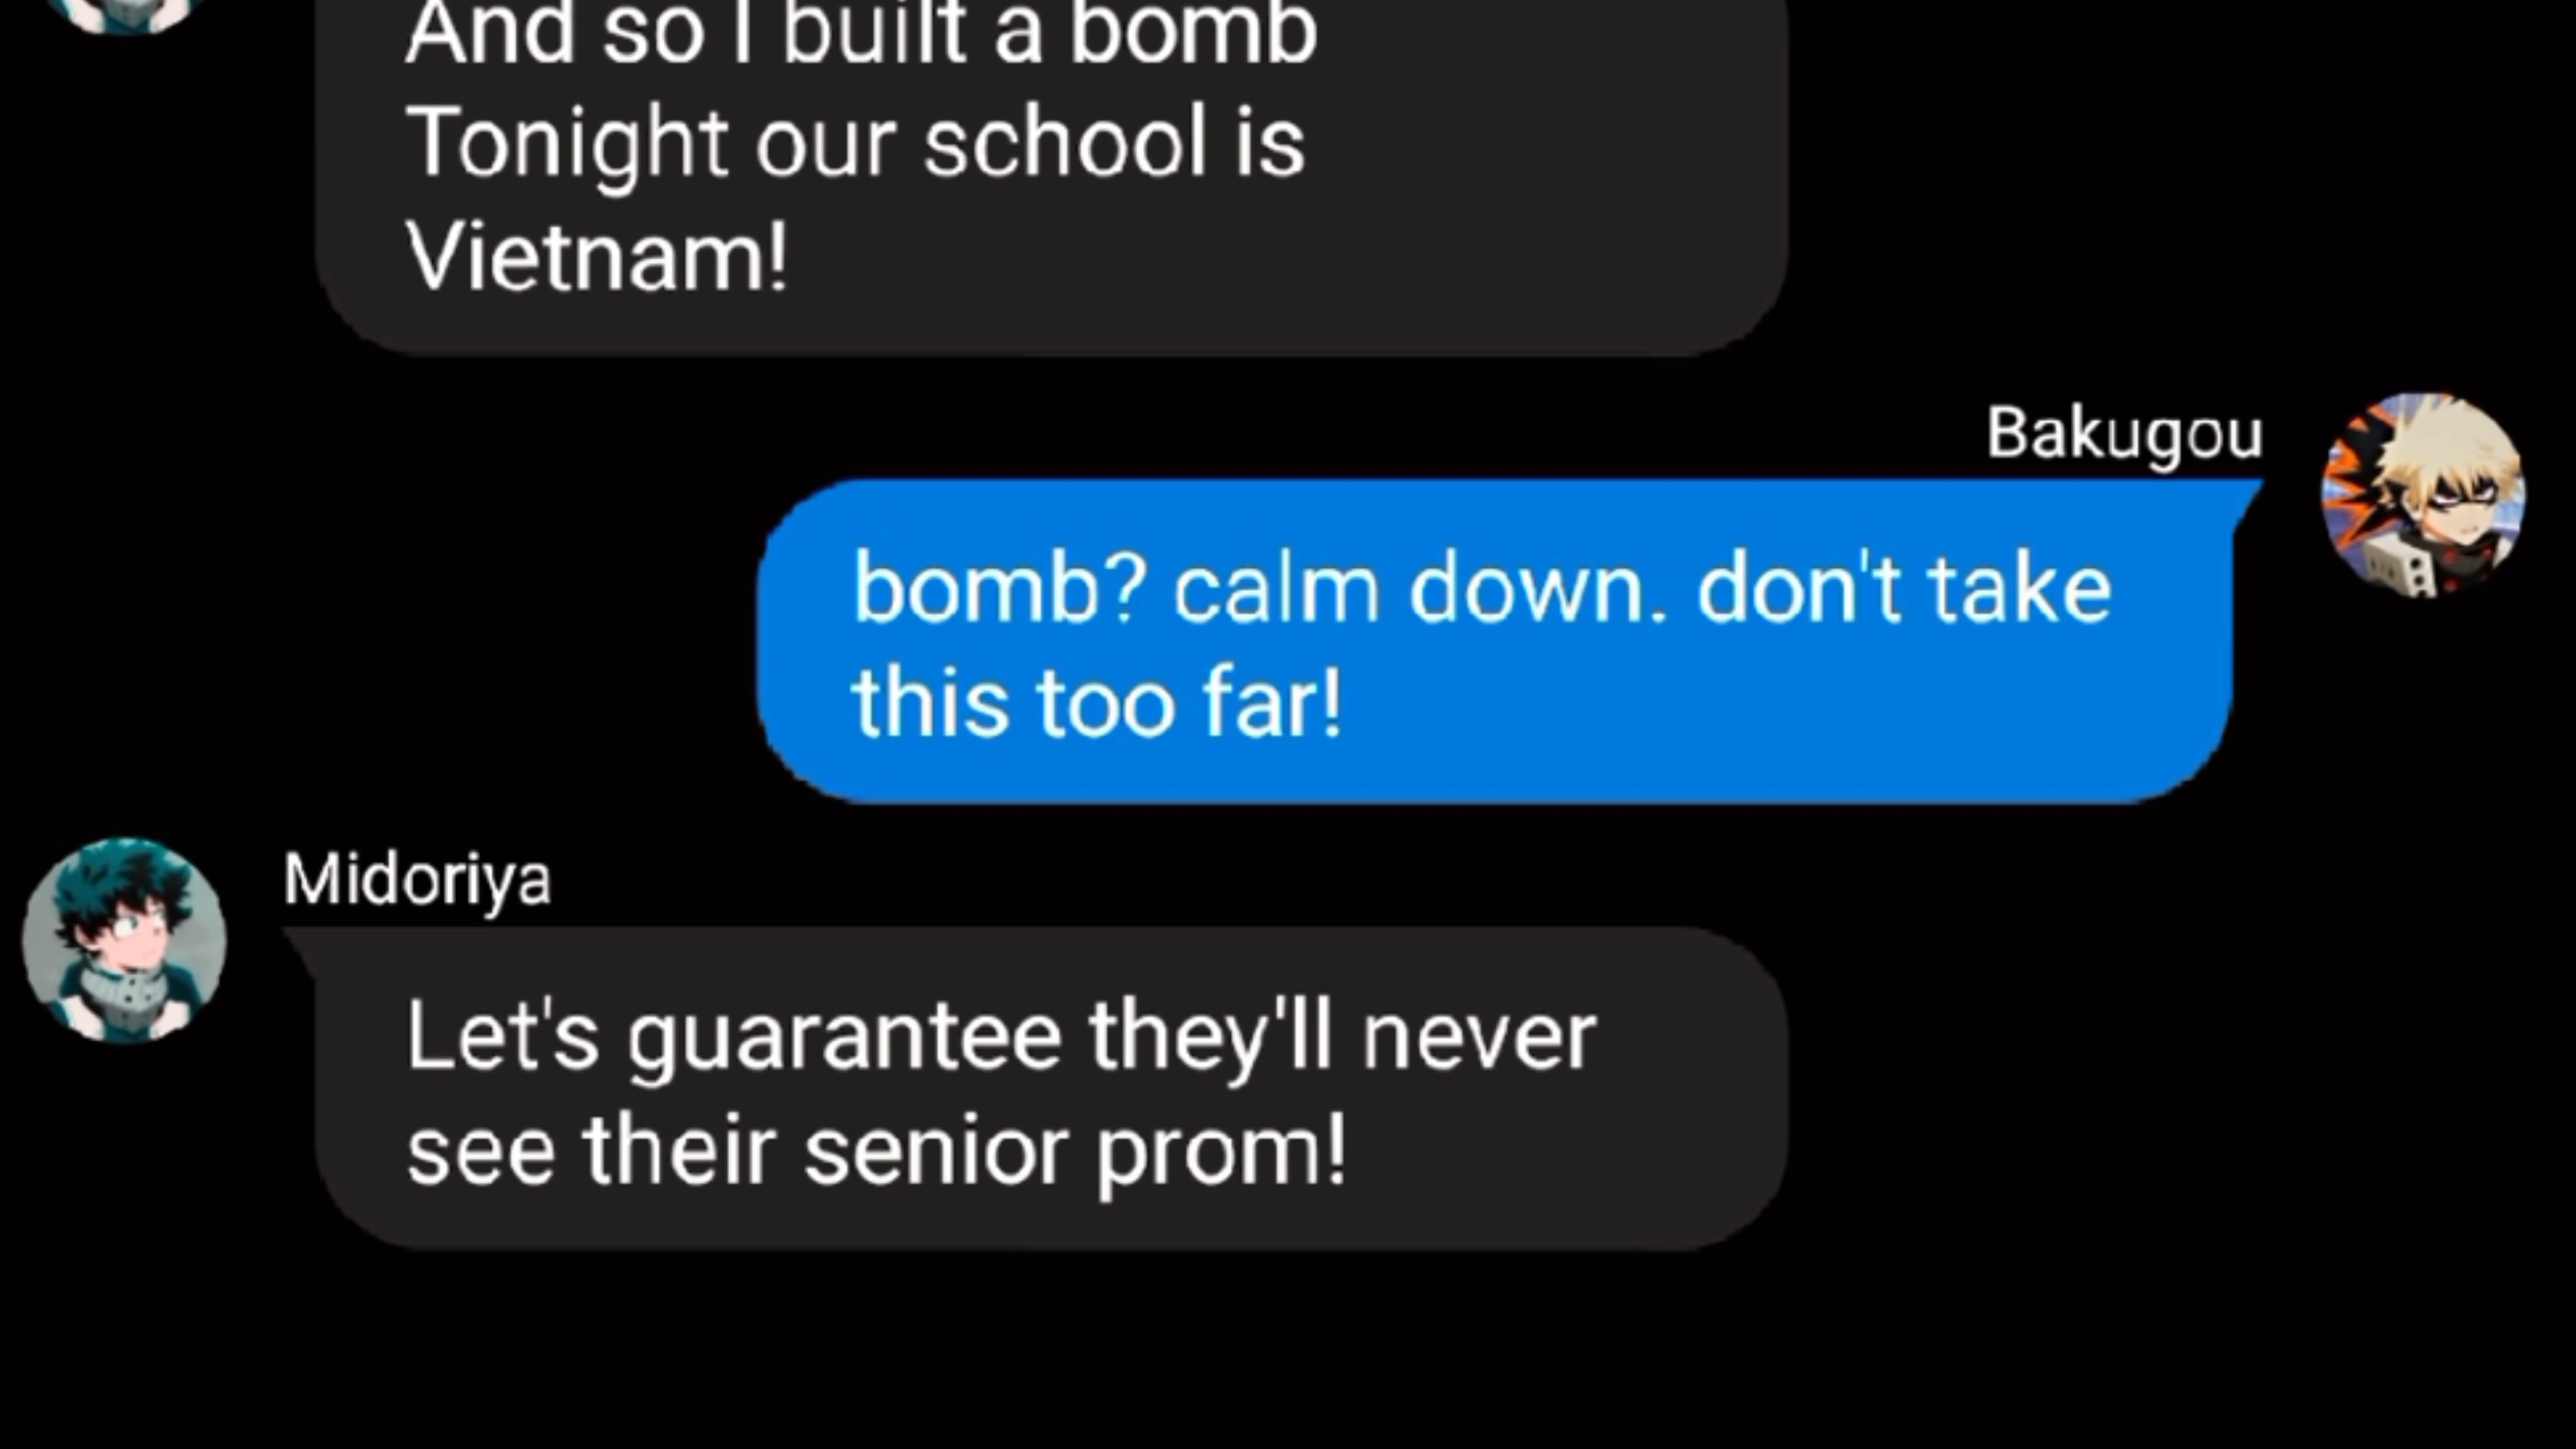 And so I built a bomb
Tonight our school is
Vietnam!
Bakugou
bomb? calm down. don't take
this too far!
Midoriya
Let's guarantee they'll never
see their senior prom!